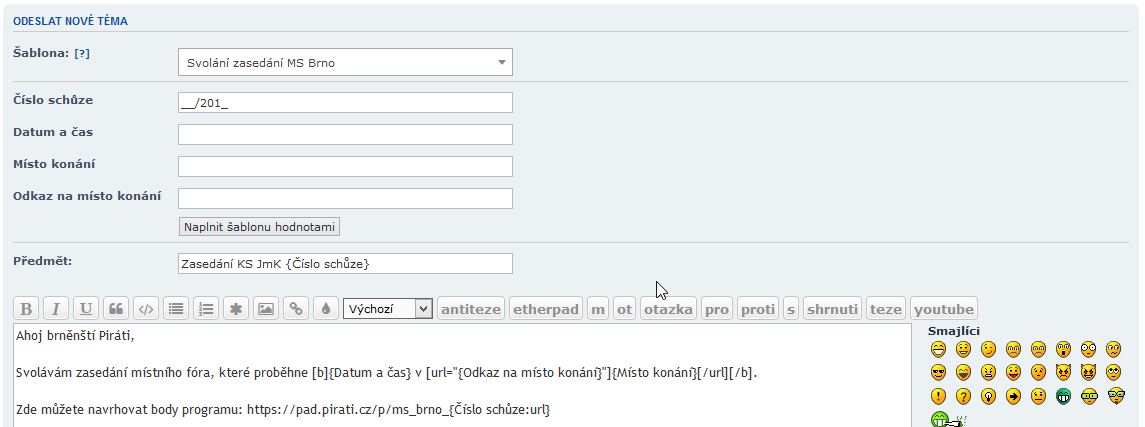 ODESLAT NOVÉ TÉMA
Šablona: [?]
Svolání zasedání MS Brno
Číslo schůze
__/201_
Datum a čas
Místo konání
Odkaz na místo konání
Naplnit šablonu hodnotami
Předmět:
Zasedání KS JmK {Číslo schůze}
B I U Výchozí antiteze etherpad m ot otazka pro proti s shrnuti teze youtube
Ahoj brněnští Piráti,
Svolávám zasedání místního fóra, které proběhne [b]{Datum a čas} v [url="{Odkaz na místo konání}"]{Místo konání}[/url][/b].
Zde můžete navrhovat body programu: https://pad.pirati.cz/p/ms_brno_{Číslo schůze:url}
Smajlíci